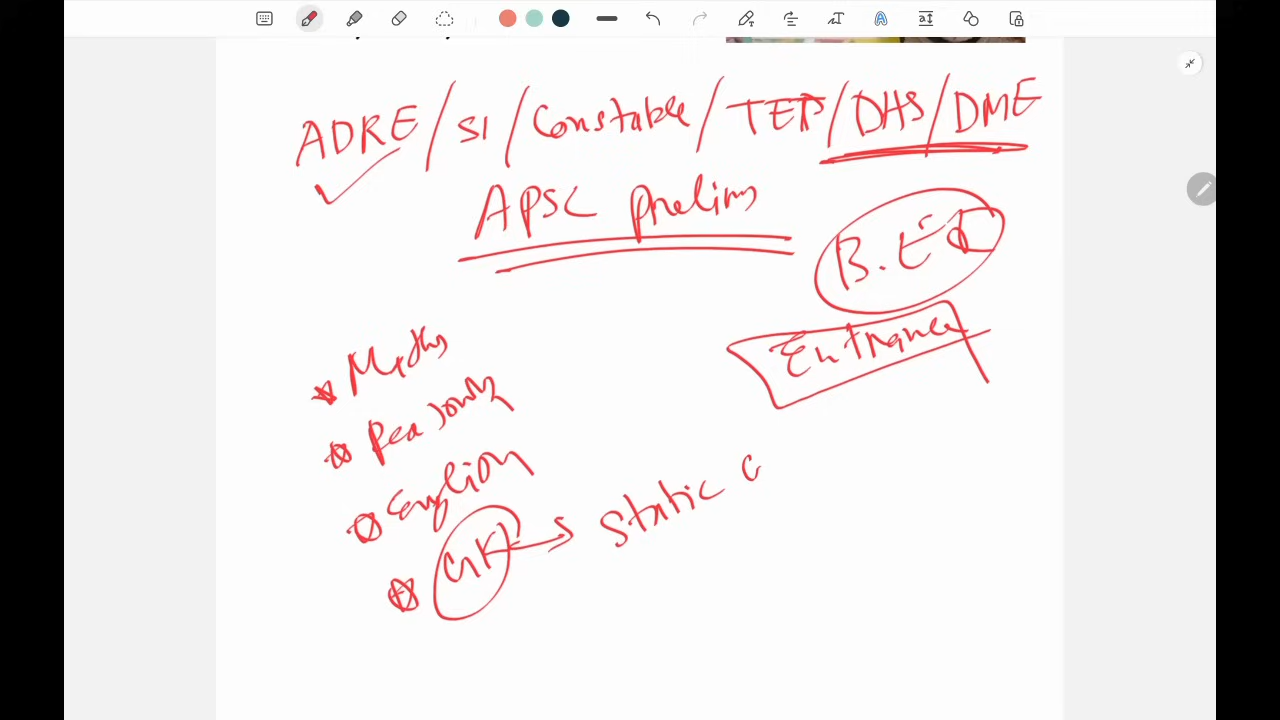 ADRE/SI/Constable/TET/DHS/DME
APSC prelims
B.Ed
Entrance
Maths
Reasoning
English
GK → Static G